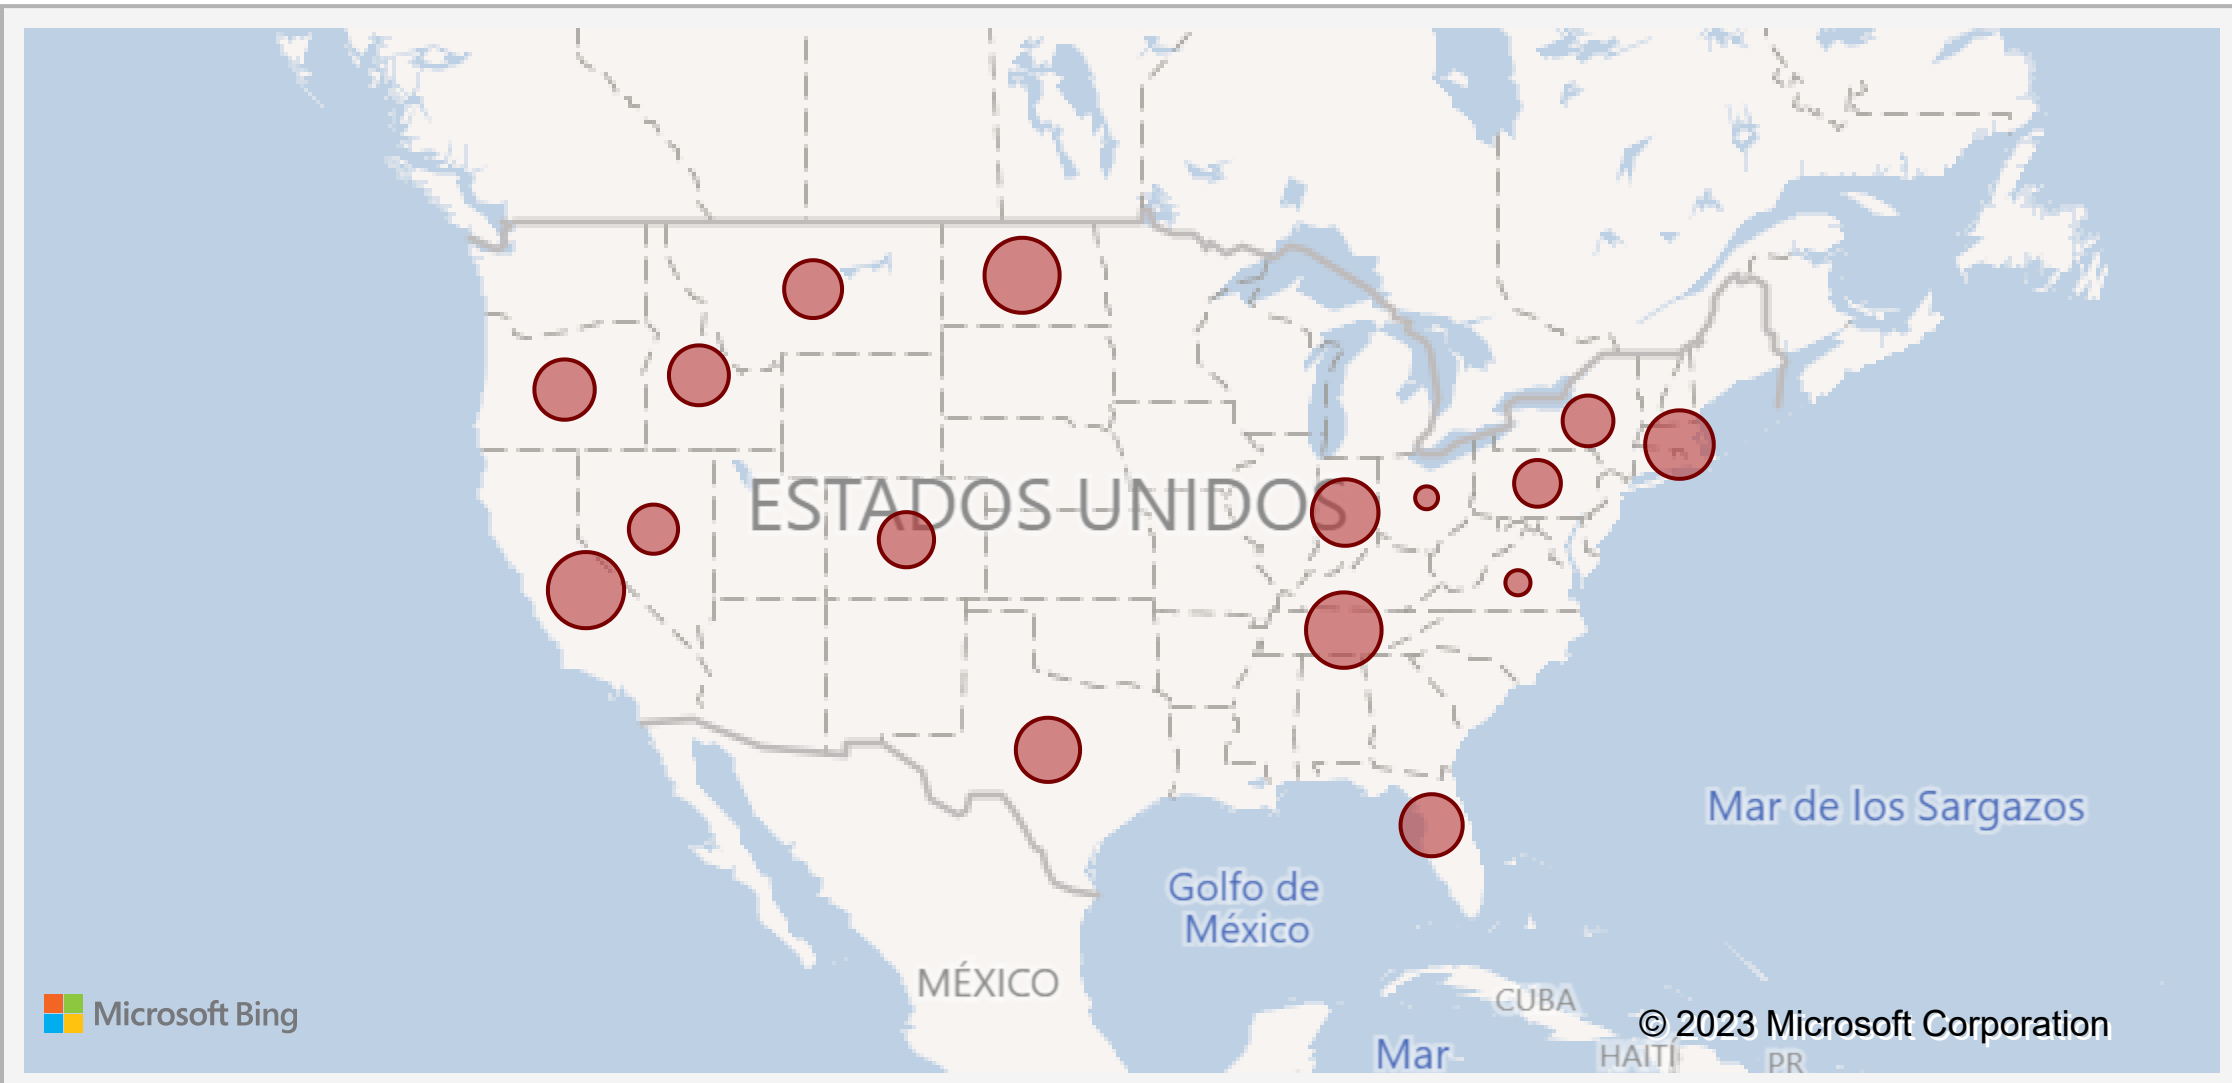 ESTADOS UNIDOS
Mar de los Sargazos
Golfo de
México
MÉXICO
CUBA
Microsoft Bing
© 2023 Microsoft Corporation
Mar
HAITÍ
PR